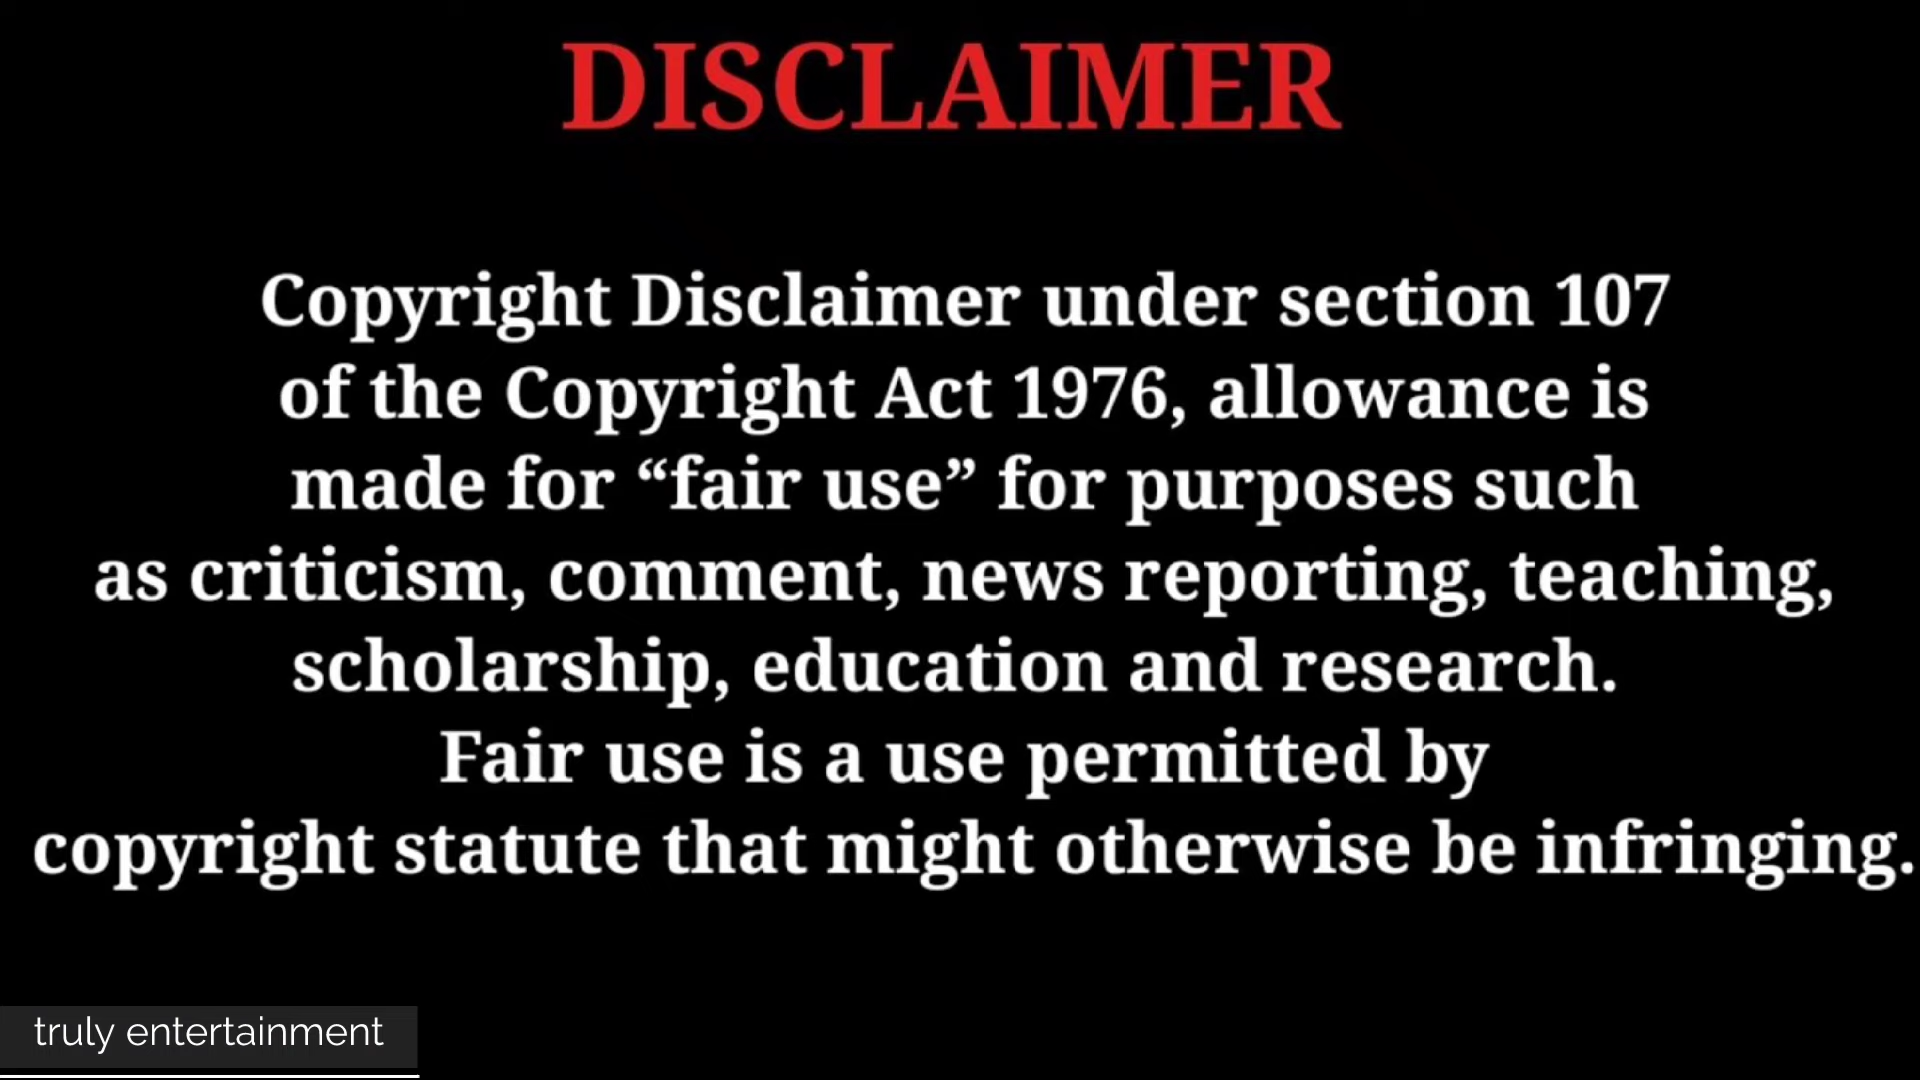 DISCLAIMER
Copyright Disclaimer under section 107
of the Copyright Act 1976, allowance is
made for “fair use” for purposes such
as criticism, comment, news reporting, teaching,
scholarship, education and research.
Fair use is a use permitted by
copyright statute that might otherwise be infringing.
truly entertainment